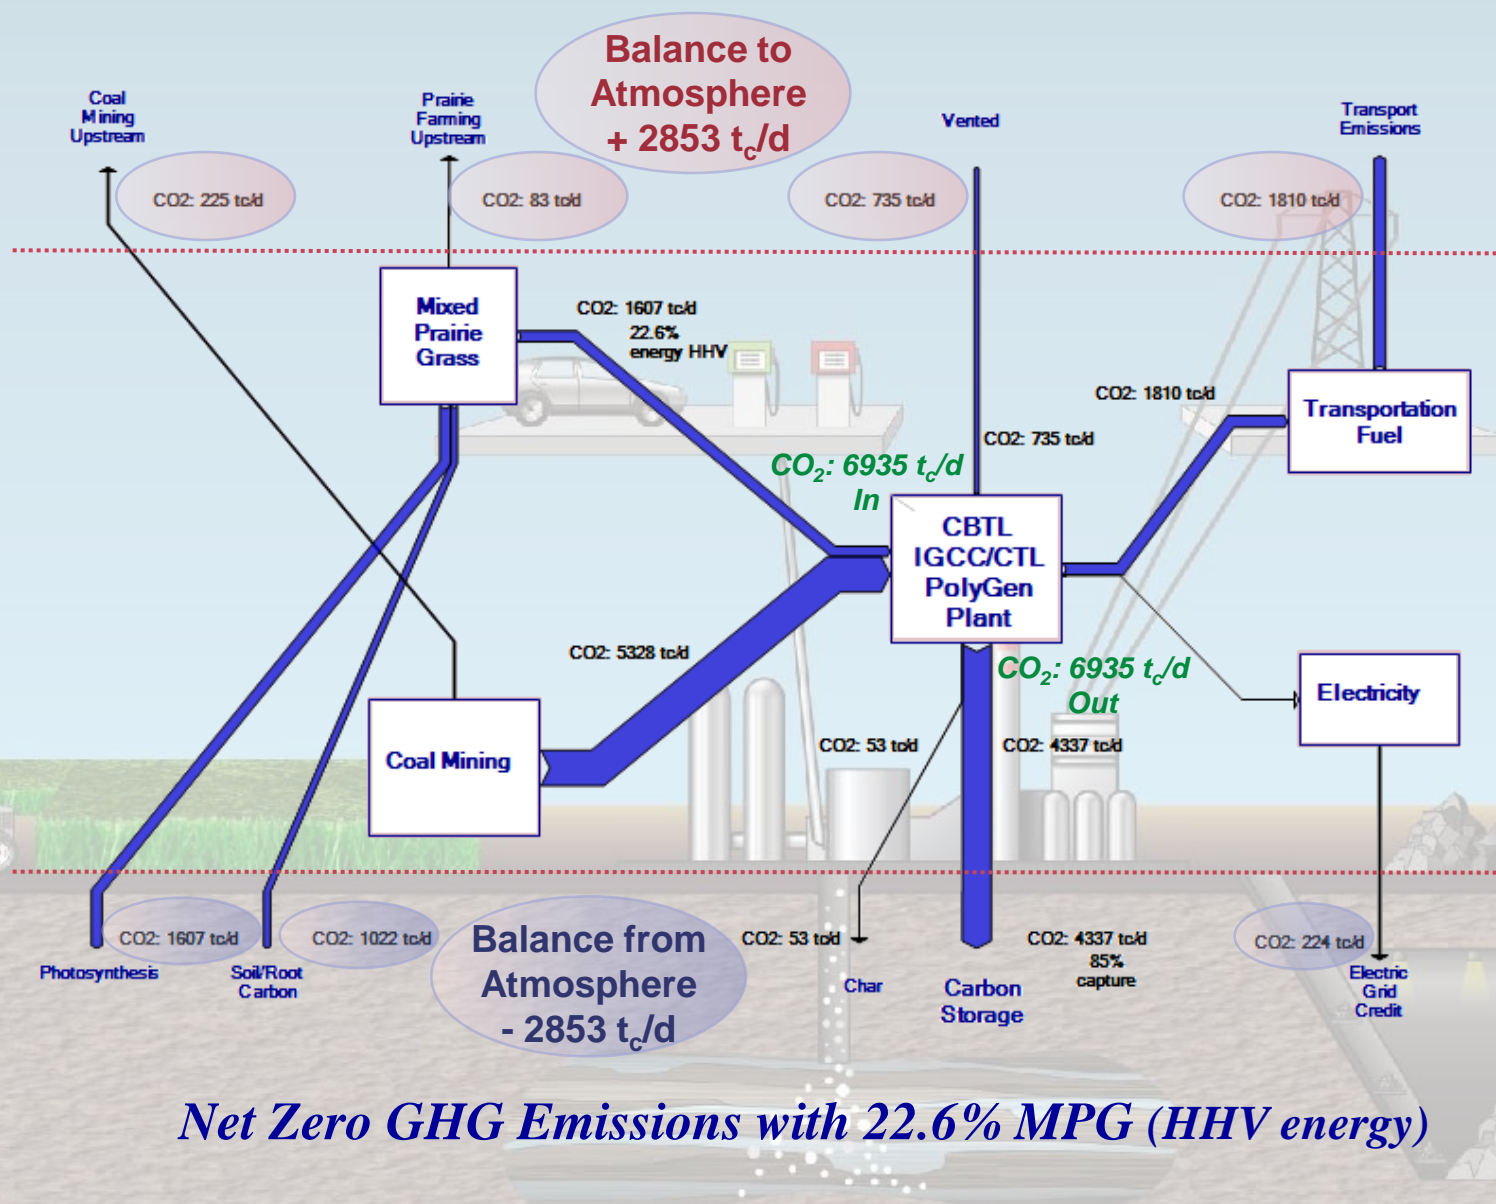 Balance to
Atmosphere
+ 2853 t_c/d
Coal
Mining
Upstream
Prairie
Farming
Upstream
Vented
Transport
Emissions
CO2: 225 tc/d
CO2: 83 tc/d
CO2: 735 tc/d
CO2: 1810 tc/d
Mixed
Prairie
Grass
CO2: 1607 tc/d
22.6%
energy HHV
CO2: 1810 tc/d
Transportation
Fuel
CO2: 735 tc/d
CO₂: 6935 t_c/d
In
CBTL
IGCC/CTL
PolyGen
Plant
CO2: 5328 tc/d
CO₂: 6935 t_c/d
Out
Electricity
Coal Mining
CO2: 53 tc/d
CO2: 4337 tc/d
CO2: 1607 tc/d
Photosynthesis
CO2: 1022 tc/d
Soil/Root
Carbon
Balance from
Atmosphere
- 2853 t_c/d
CO2: 53 tc/d
Char
Carbon
Storage
CO2: 4337 tc/d
85%
capture
CO2: 224 tc/d
Electric
Grid
Credit
Net Zero GHG Emissions with 22.6% MPG (HHV energy)